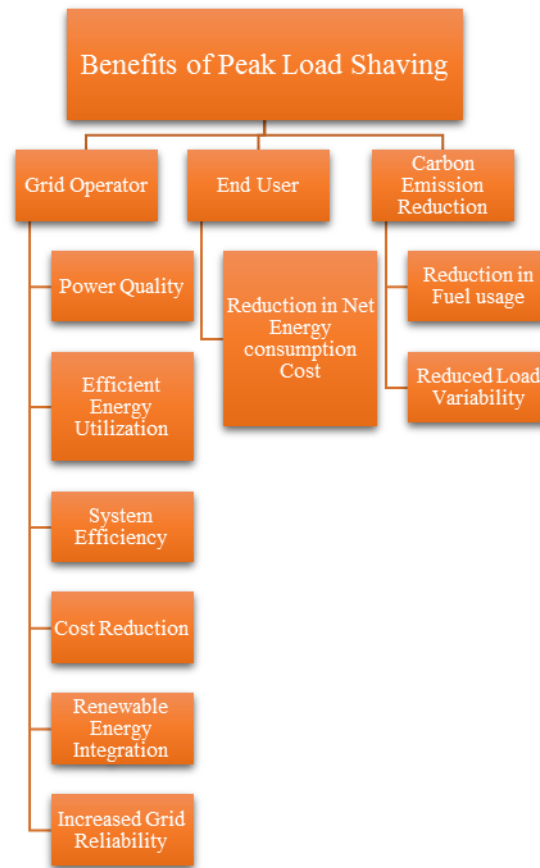 Benefits of Peak Load Shaving
Grid Operator
End User
Carbon
Emission
Reduction
Power Quality
Efficient
Energy
Utilization
System
Efficiency
Cost Reduction
Renewable
Energy
Integration
Increased Grid
Reliability
Reduction in Net
Energy
consumption
Cost
Reduction in
Fuel usage
Reduced Load
Variability